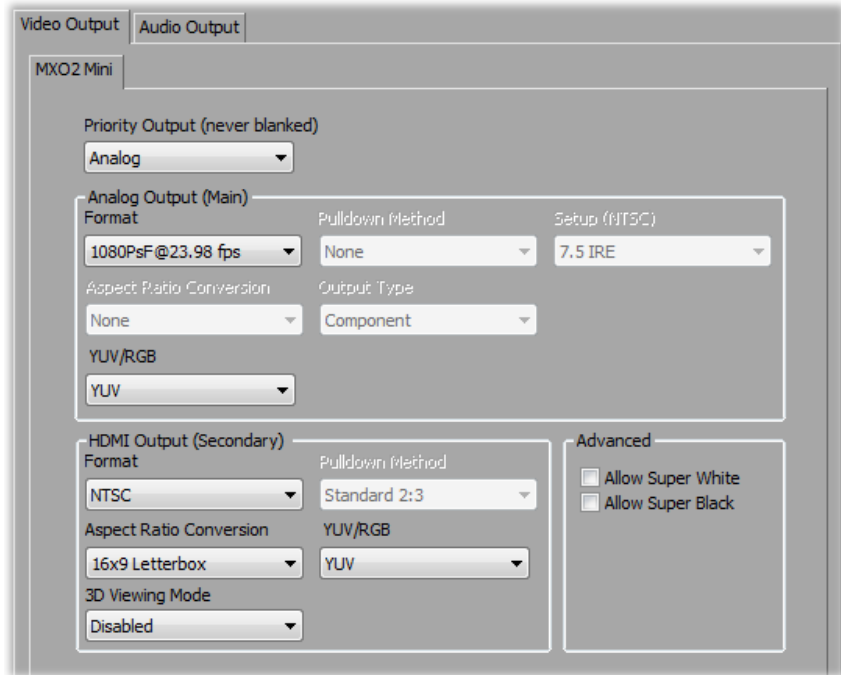 Video Output Audio Output
MXO2 Mini
Priority Output (never blanked)
Analog
Analog Output (Main)
Format Pulldown Method Setup (NTSC)
1080PsF@23.98 fps None 7.5 IRE
Aspect Ratio Conversion Output Type
None Component
YUV/RGB
YUV
HDMI Output (Secondary) Advanced
Format Pulldown Method
Allow Super White
NTSC Standard 2:3
Allow Super Black
Aspect Ratio Conversion YUV/RGB
16x9 Letterbox YUV
3D Viewing Mode
Disabled